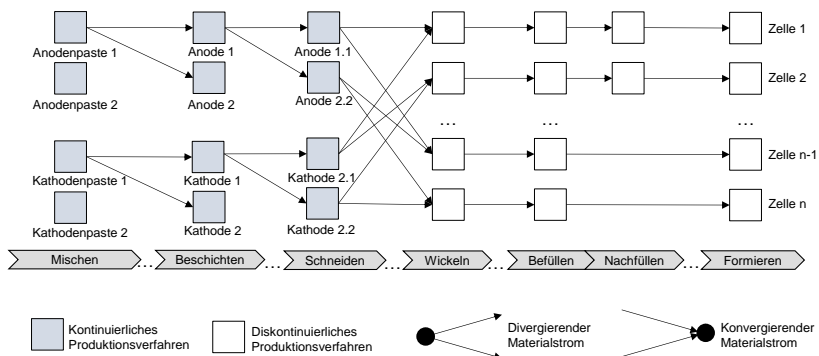 Anodenpaste 1
Anode 1
Anode 1.1
Zelle 1
Anodenpaste 2
Anode 2
Anode 2.2
Zelle 2
...
...
...
Kathodenpaste 1
Kathode 1
Kathode 2.1
Zelle n-1
Kathodenpaste 2
Kathode 2
Kathode 2.2
Zelle n
Mischen ... Beschichten ... Schneiden ... Wickeln ... Befüllen Nachfüllen ... Formieren
Kontinuierliches
Produktionsverfahren
Diskontinuierliches
Produktionsverfahren
Divergierender
Materialstrom
Konvergierender
Materialstrom